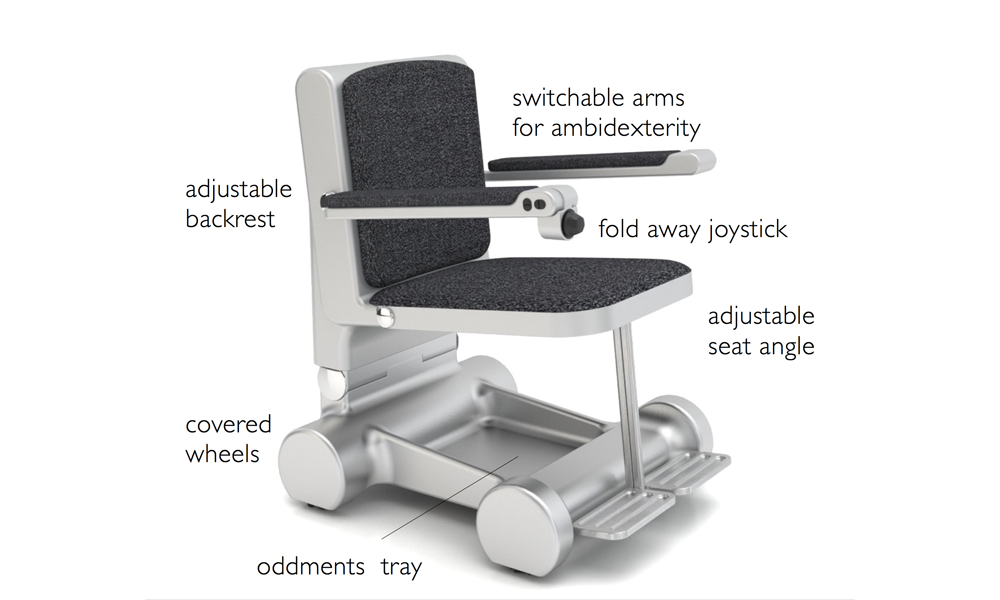 switchable arms
for ambidexterity
adjustable
backrest
fold away joystick
adjustable
seat angle
covered
wheels
oddments tray